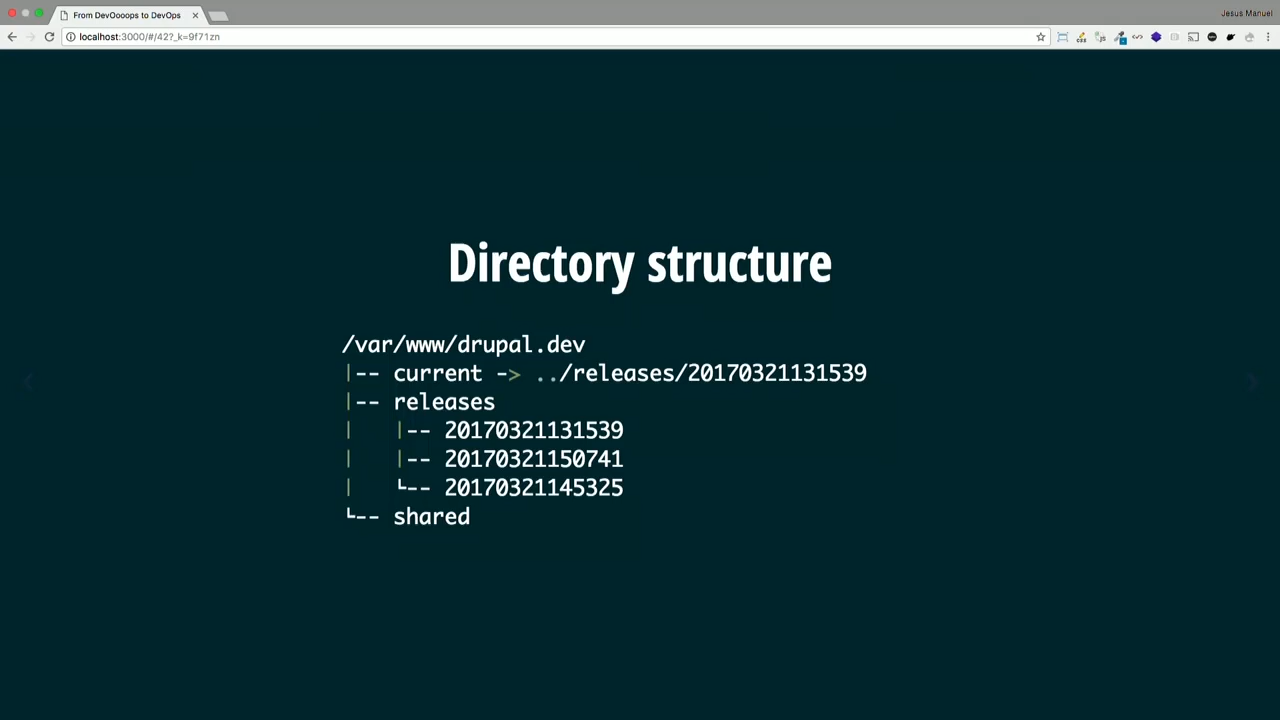 From DevOoops to DevOps
Jesus Manuel
localhost:3000/#/42?_k=9f71zn
Directory structure
/var/www/drupal.dev
|-- current -> ../releases/20170321131539
|-- releases
|   |-- 20170321131539
|   |-- 20170321150741
|   └-- 20170321145325
└-- shared